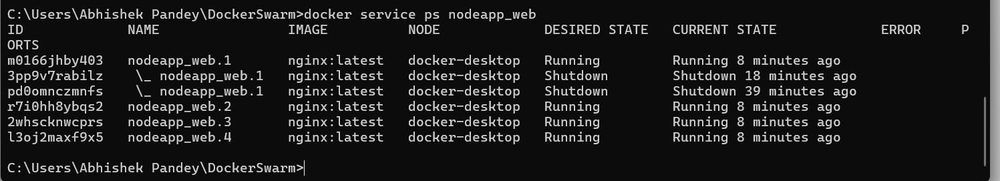 C:\Users\Abhishek Pandey\DockerSwarm>docker service ps nodeapp_web
ID             NAME                IMAGE          NODE             DESIRED STATE   CURRENT STATE             ERROR     P
ORTS
m0166jhby403   nodeapp_web.1       nginx:latest   docker-desktop   Running         Running 8 minutes ago
3pp9v7rabilz    \_ nodeapp_web.1   nginx:latest   docker-desktop   Shutdown        Shutdown 18 minutes ago
pd0omnczmnfs    \_ nodeapp_web.1   nginx:latest   docker-desktop   Shutdown        Shutdown 39 minutes ago
r7i0hh8ybqs2   nodeapp_web.2       nginx:latest   docker-desktop   Running         Running 8 minutes ago
2whscknwcprs   nodeapp_web.3       nginx:latest   docker-desktop   Running         Running 8 minutes ago
l3oj2maxf9x5   nodeapp_web.4       nginx:latest   docker-desktop   Running         Running 8 minutes ago
C:\Users\Abhishek Pandey\DockerSwarm>